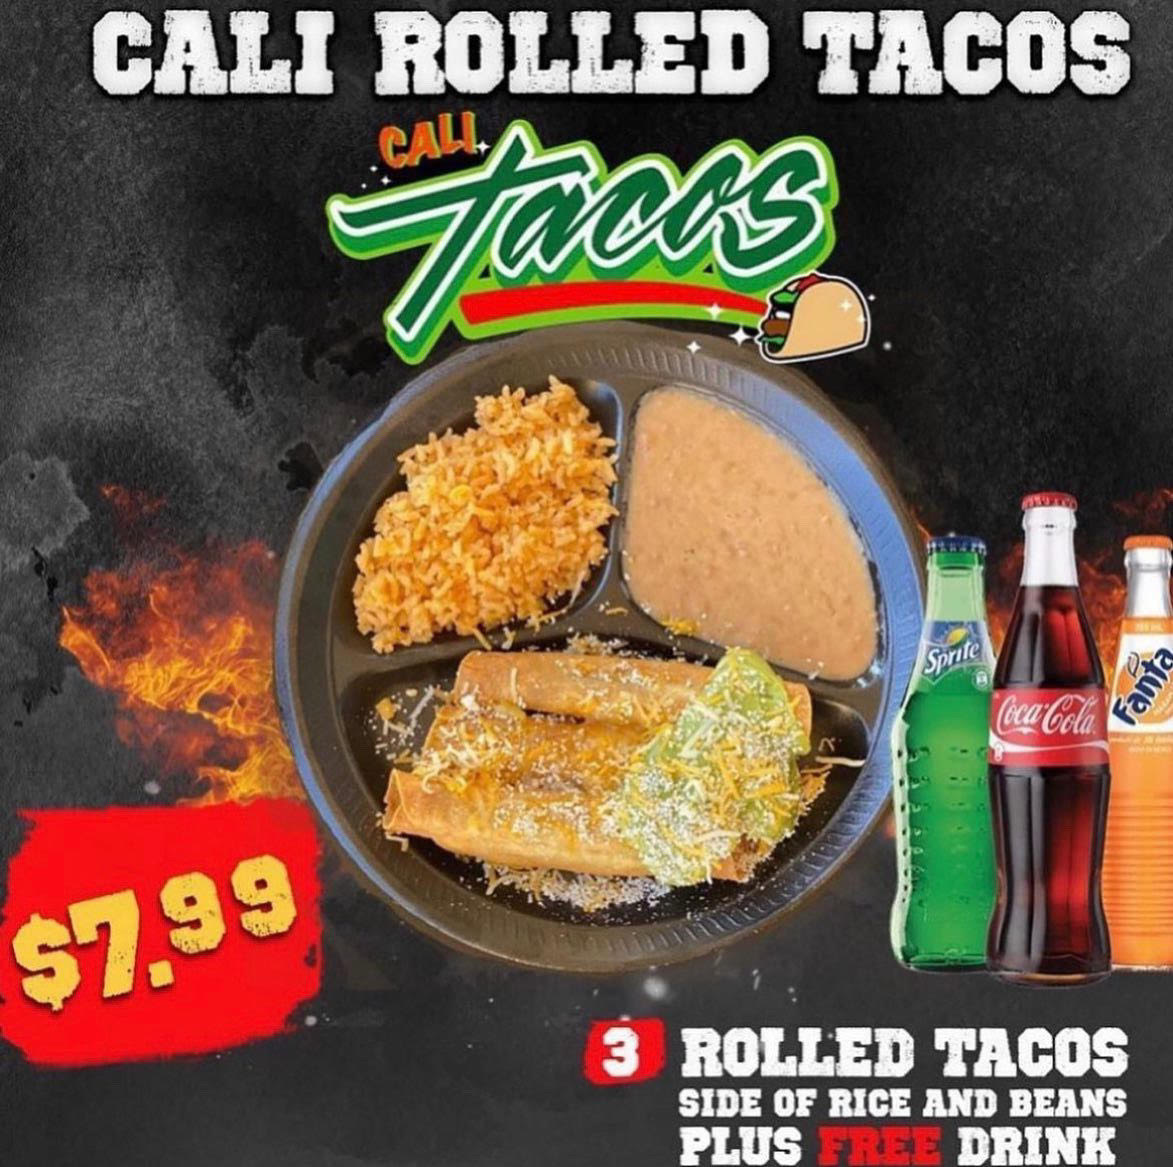 CALI ROLLED TACOS
CALI
Tacos
Sprite
Coca-Cola
Fanta
$7.99
3 ROLLED TACOS
SIDE OF RICE AND BEANS
PLUS FREE DRINK